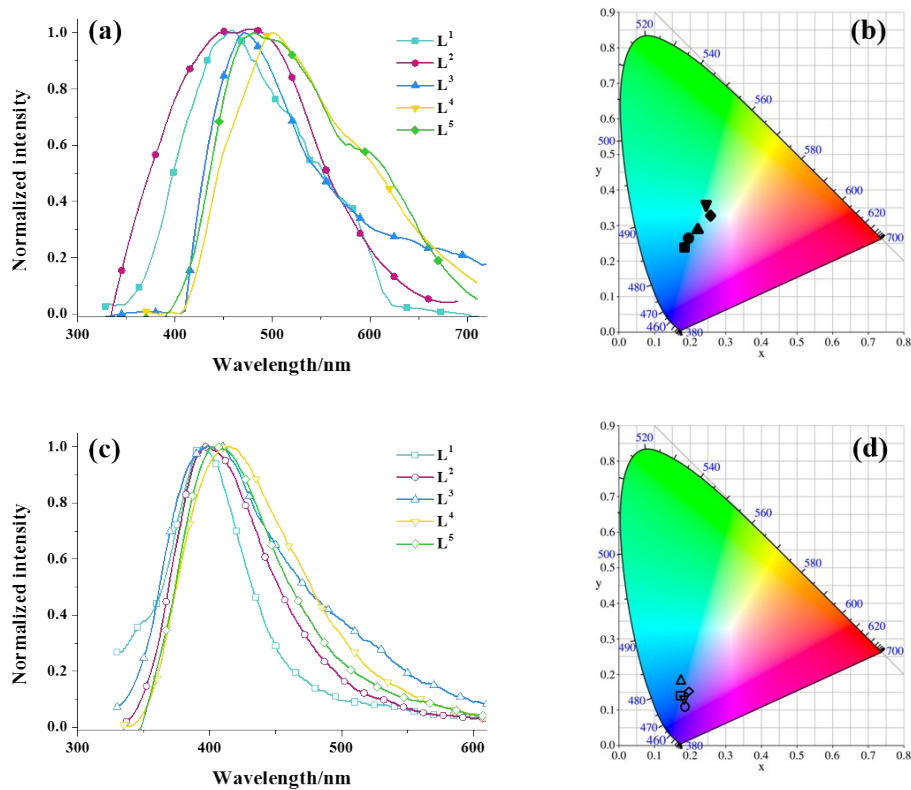 (a)
L¹
L²
L³
L⁴
L⁵
Normalized intensity
1.0
0.8
0.6
0.4
0.2
0.0
300 400 500 600 700
Wavelength/nm
(b)
0.9
0.8
0.7
0.6
0.5
y
0.4
0.3
0.2
0.1
0.0
0.0 0.1 0.2 0.3 0.4 0.5 0.6 0.7 0.8
x
520
540
560
580
600
620
700
500
490
480
470
460
380
(c)
L¹
L²
L³
L⁴
L⁵
Normalized intensity
1.0
0.8
0.6
0.4
0.2
0.0
300 400 500 600
Wavelength/nm
(d)
0.9
0.8
0.7
0.6
0.5
y
0.4
0.3
0.2
0.1
0.0
0.0 0.1 0.2 0.3 0.4 0.5 0.6 0.7 0.8
x
520
540
560
580
600
620
700
500
490
480
470
460
380